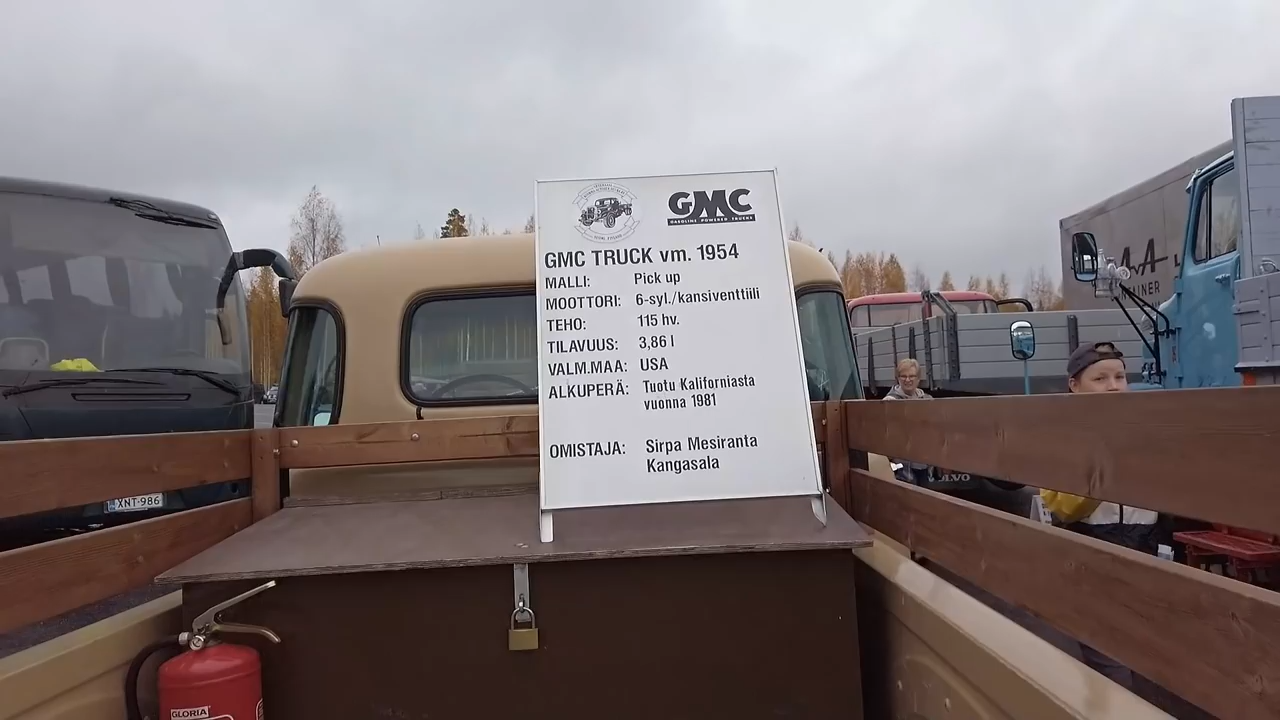 GMC
GASOLINE POWERED TRUCKS
GMC TRUCK vm. 1954
MALLI: Pick up
MOOTTORI: 6-syl./kansiventtiili
TEHO: 115 hv.
TILAVUUS: 3,86 l
VALM.MAA: USA
ALKUPERÄ: Tuotu Kaliforniasta
vuonna 1981
OMISTAJA: Sirpa Mesiranta
Kangasala
XNT-986
VOLVO
GLORIA